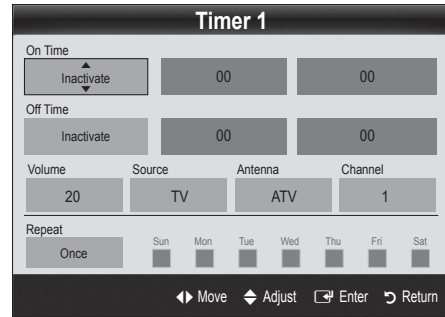 Timer 1
On Time
Inactivate 00 00
Off Time
Inactivate 00 00
Volume Source Antenna Channel
20 TV ATV 1
Repeat
Sun Mon Tue Wed Thu Fri Sat
Once
Move Adjust Enter Return